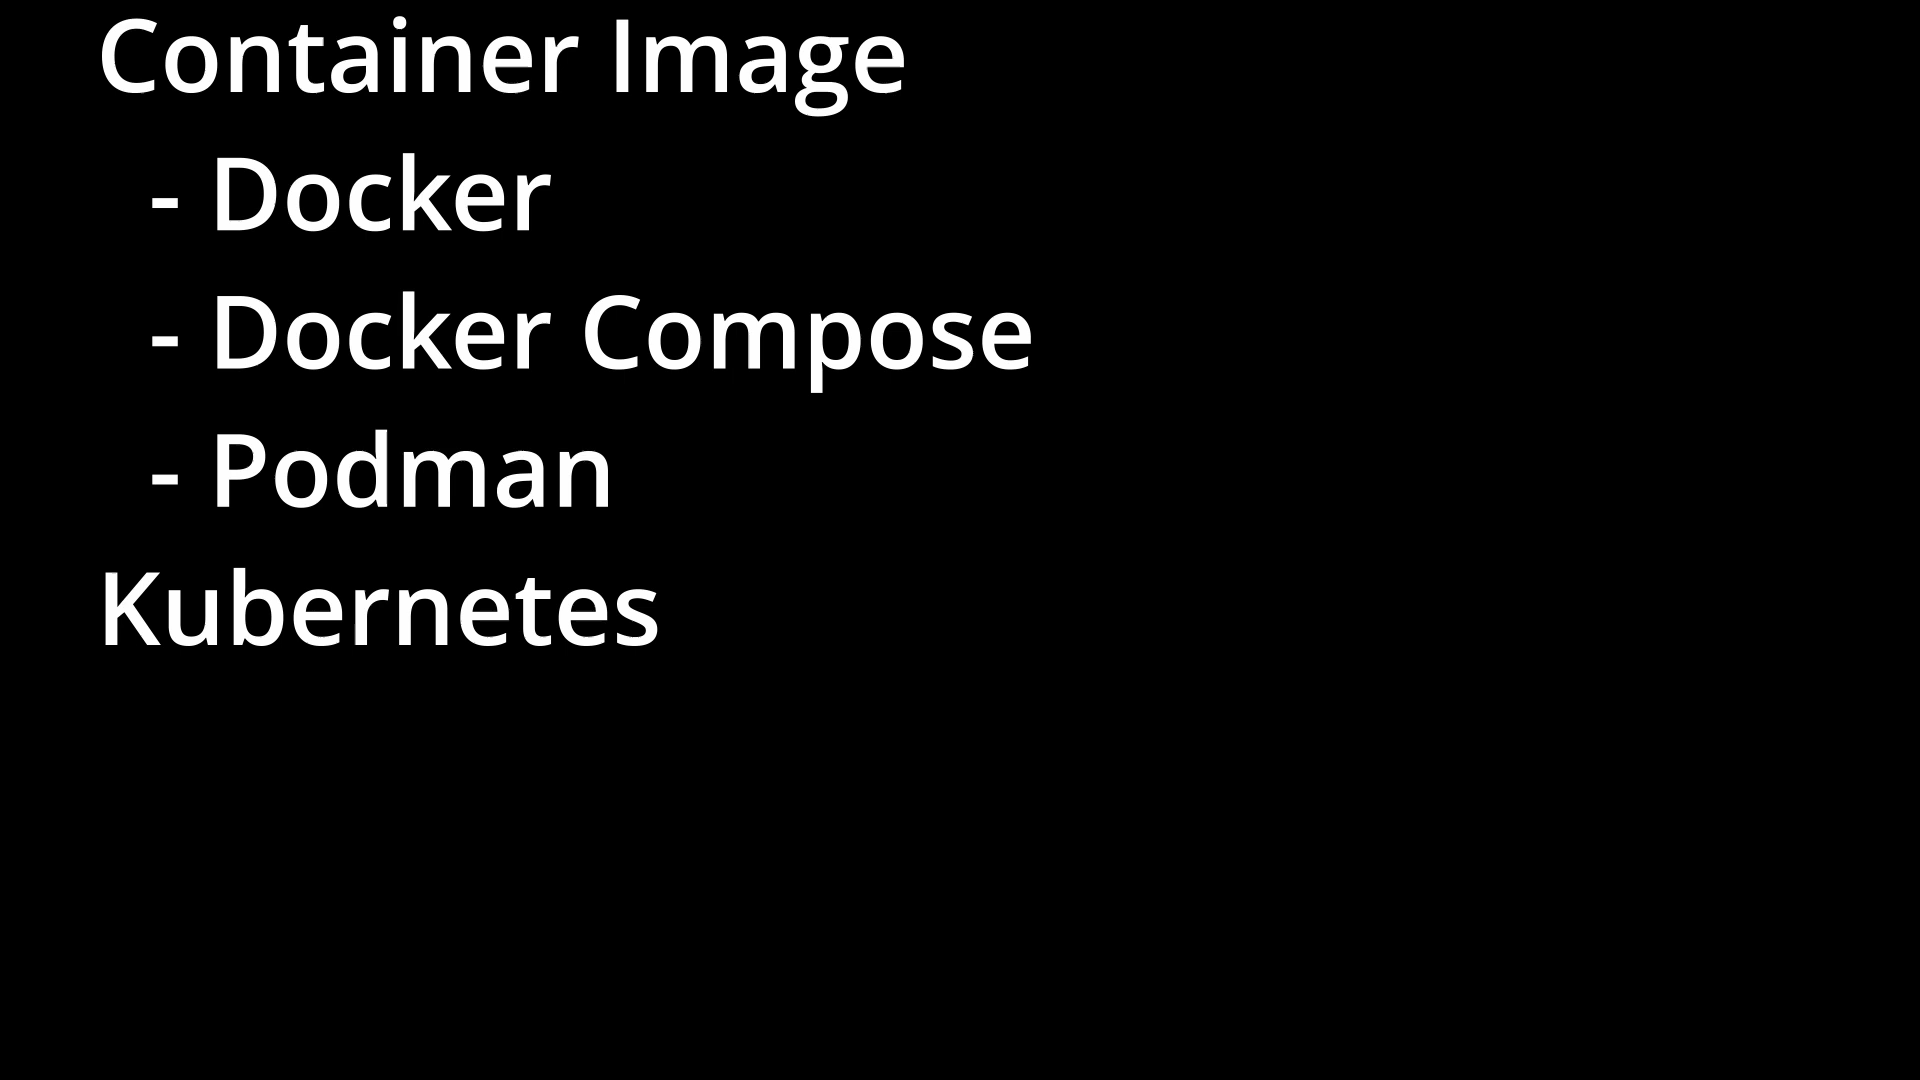 Container Image
- Docker
- Docker Compose
- Podman
Kubernetes